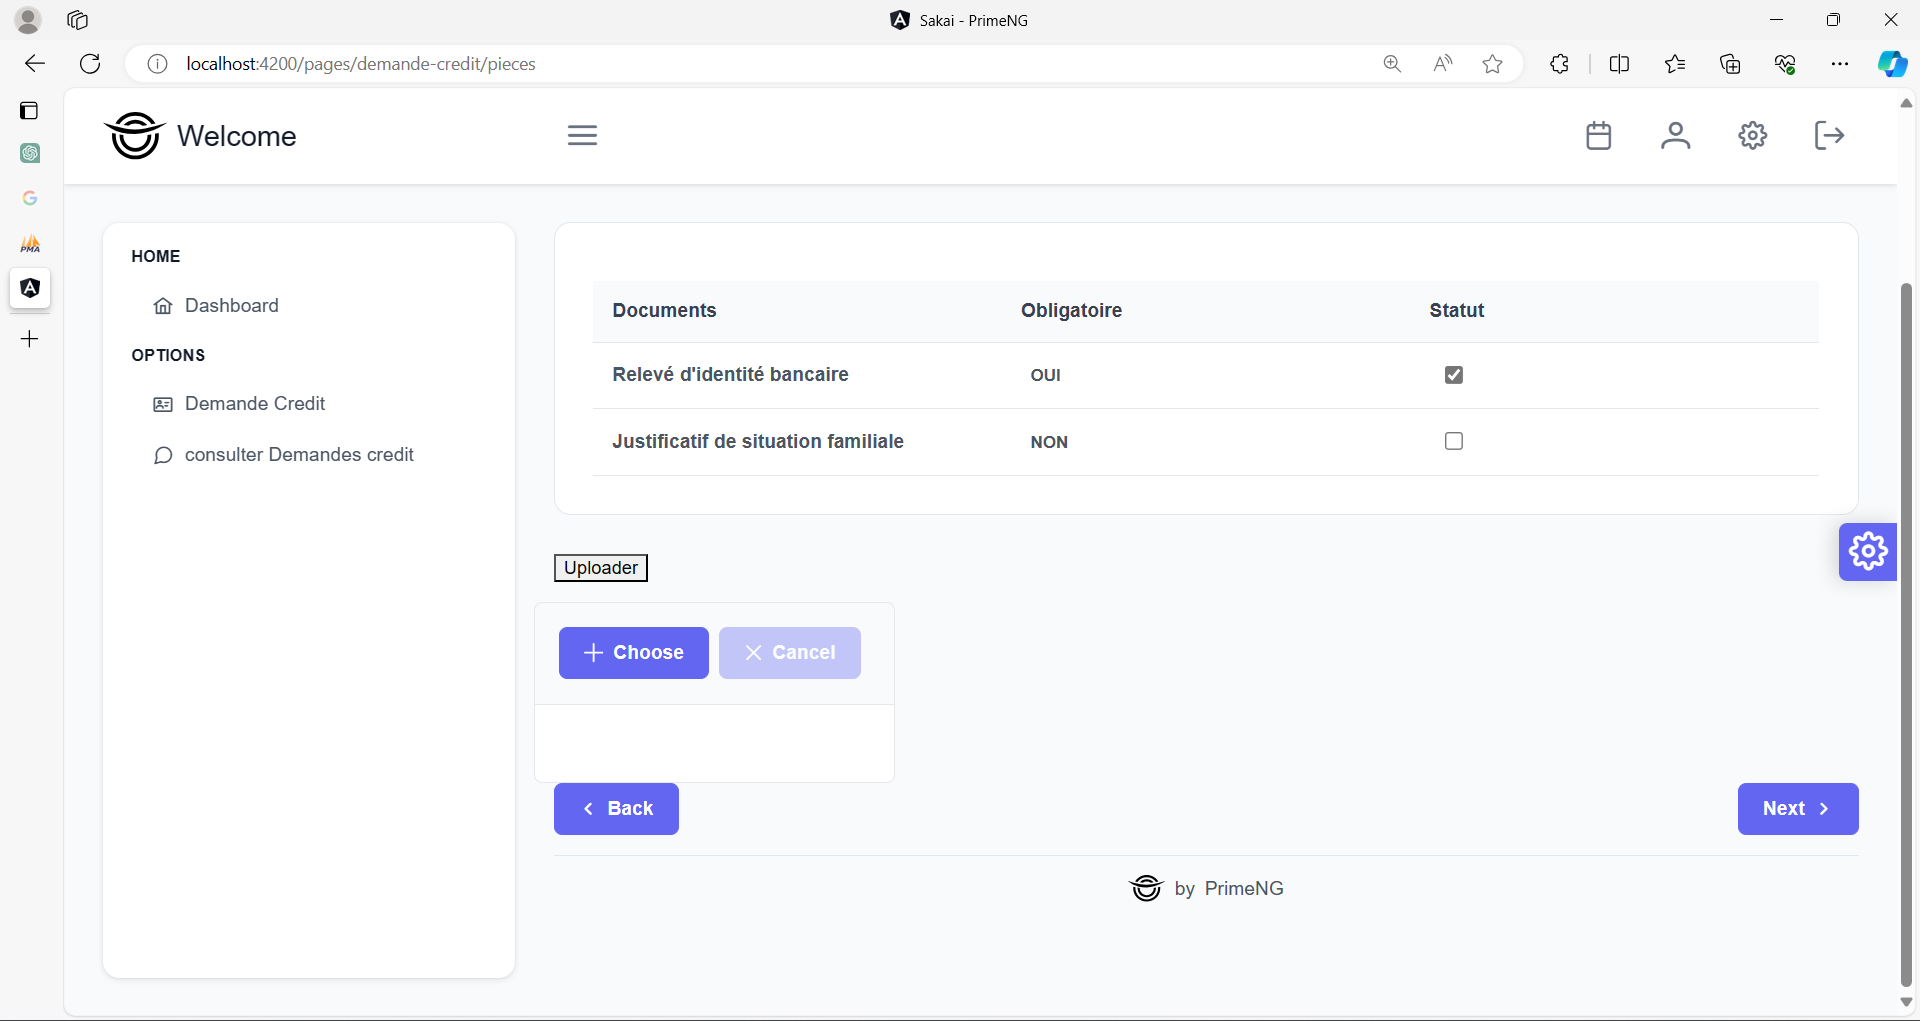 Sakai - PrimeNG
localhost:4200/pages/demande-credit/pieces
PMA
Welcome
HOME
Dashboard
OPTIONS
Demande Credit
consulter Demandes credit
Documents Obligatoire Statut
Relevé d'identité bancaire OUI
Justificatif de situation familiale NON
Uploader
Choose Cancel
Back Next
by PrimeNG